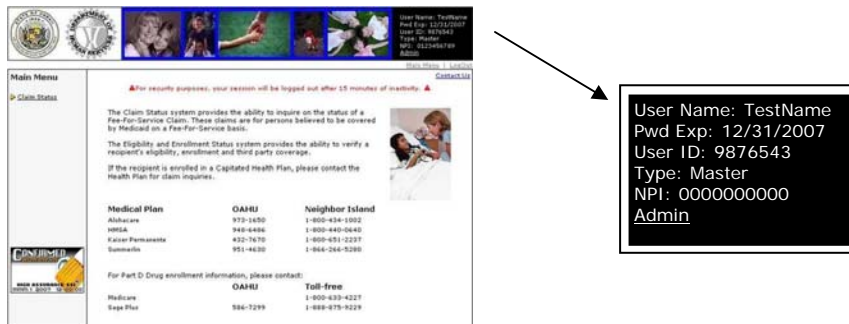 User Name: TestName
Pwd Exp: 12/31/2007
User ID: 9876543
Type: Master
NPI: 0123456789
Admin
Main Menu | LogOut
Contact Us
Main Menu
Claim Status
For security purposes, your session will be logged out after 15 minutes of inactivity.
The Claim Status system provides the ability to inquire on the status of a
Fee-For-Service Claim. These claims are for persons believed to be covered
by Medicaid on a Fee-For-Service basis.
The Eligibility and Enrollment Status system provides the ability to verify a
recipient's eligibility, enrollment and third party coverage.
If the recipient is enrolled in a Capitated Health Plan, please contact the
Health Plan for claim inquiries.
Medical Plan OAHU Neighbor Island
Alohacare 973-1650 1-800-434-1002
HMSA 948-6486 1-800-440-0640
Kaiser Permanente 432-7670 1-800-651-2237
Summerlin 951-4630 1-866-266-5280
For Part D Drug enrollment information, please contact:
OAHU Toll-free
Medicare 1-800-633-4227
Sage Plus 586-7299 1-888-875-9229
CONFIRMED
User Name: TestName
Pwd Exp: 12/31/2007
User ID: 9876543
Type: Master
NPI: 0000000000
Admin